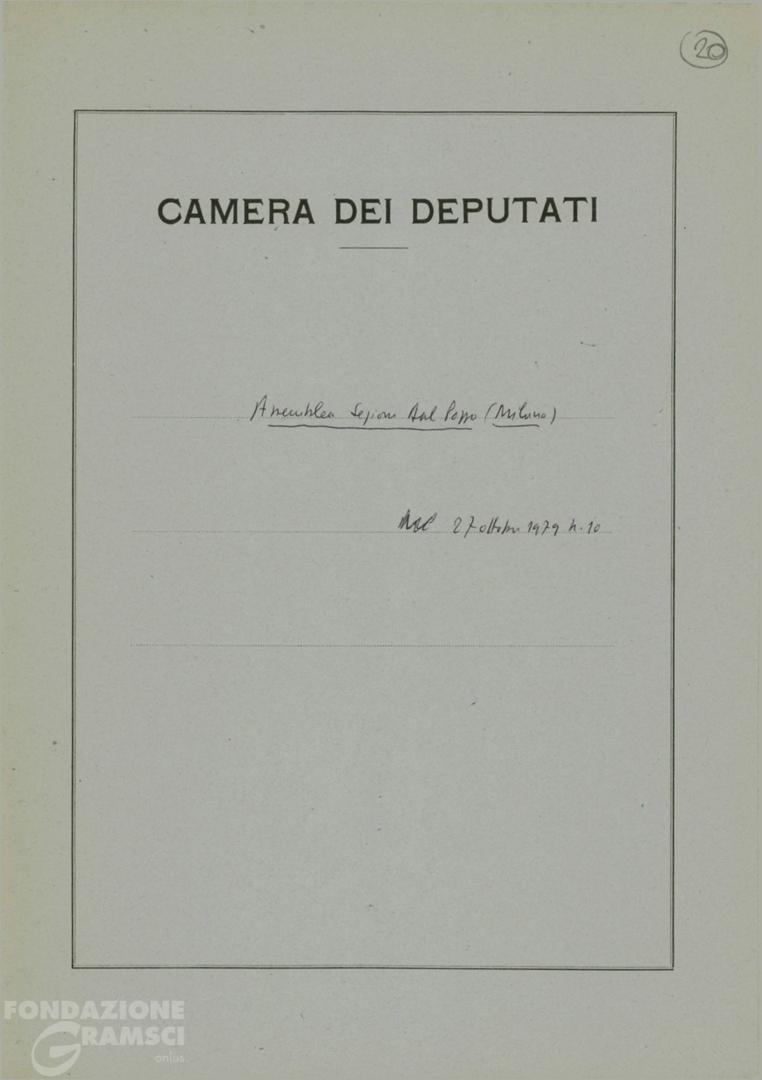 20
CAMERA DEI DEPUTATI
Assemblea Sezione Dal Pozzo (Milano)
27 ottobre 1979 h. 10
FONDAZIONE
GRAMSCI
onlus